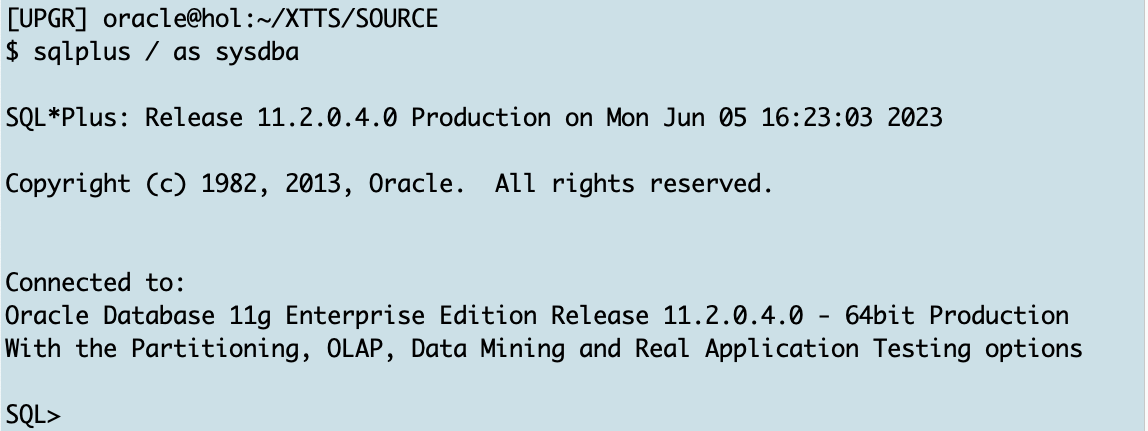 [UPGR] oracle@hol:~/XTTS/SOURCE
$ sqlplus / as sysdba
SQL*Plus: Release 11.2.0.4.0 Production on Mon Jun 05 16:23:03 2023
Copyright (c) 1982, 2013, Oracle.  All rights reserved.
Connected to:
Oracle Database 11g Enterprise Edition Release 11.2.0.4.0 - 64bit Production
With the Partitioning, OLAP, Data Mining and Real Application Testing options
SQL>